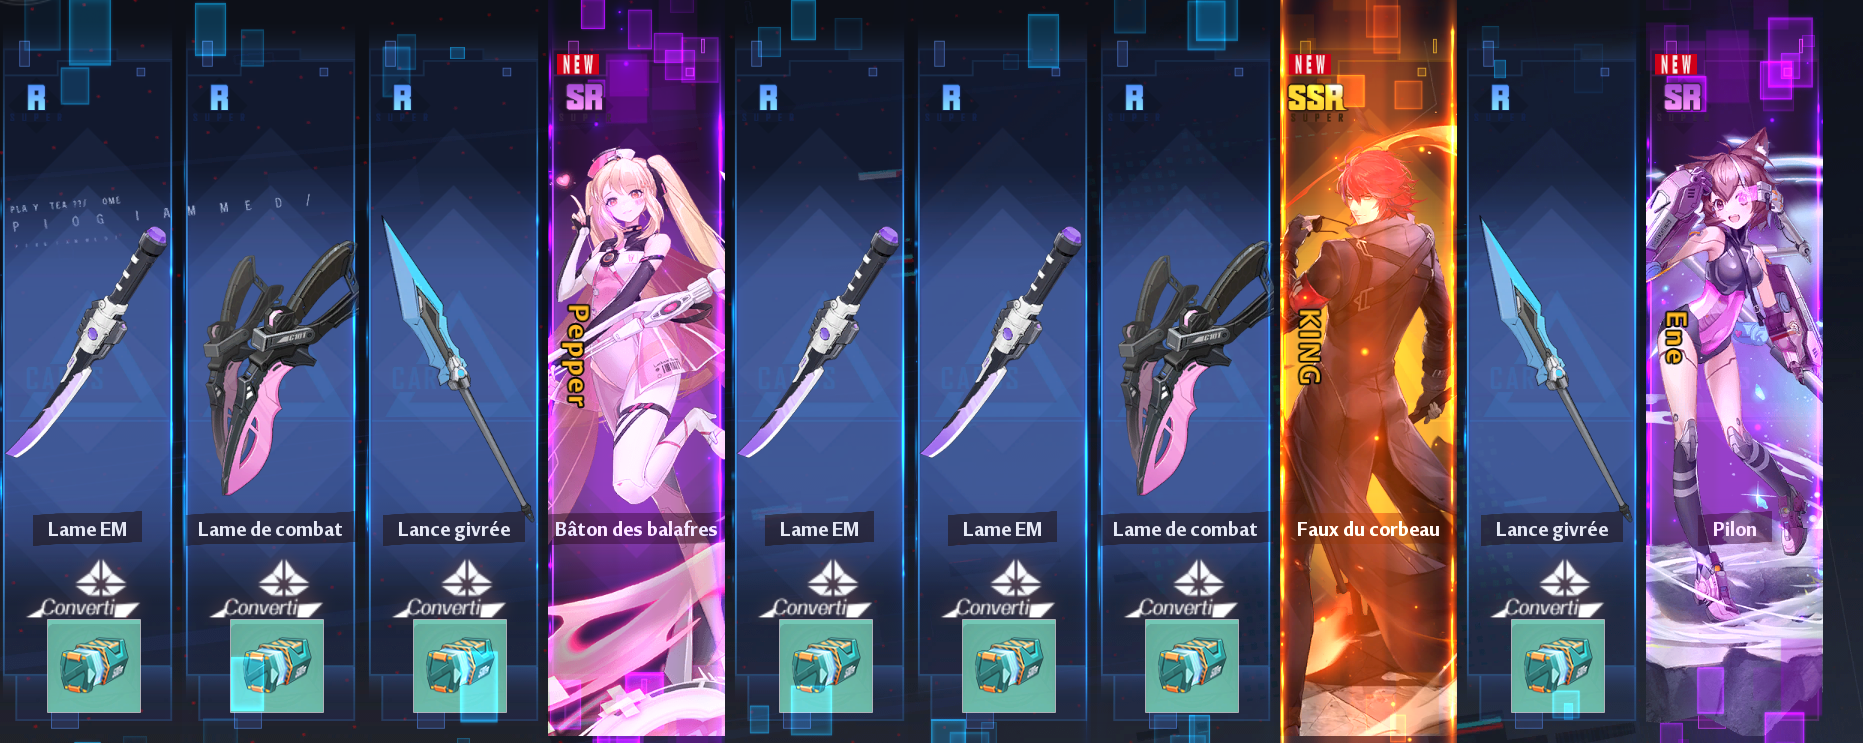 R
R
R
NEW
SR
R
R
R
NEW
SSR
SUPER
R
NEW
SR
Pepper
KING
Ene
Lame EM
Lame de combat
Lance givrée
Bâton des balafres
Lame EM
Lame EM
Lame de combat
Faux du corbeau
Lance givrée
Pilon
Converti
Converti
Converti
Converti
Converti
Converti
Converti